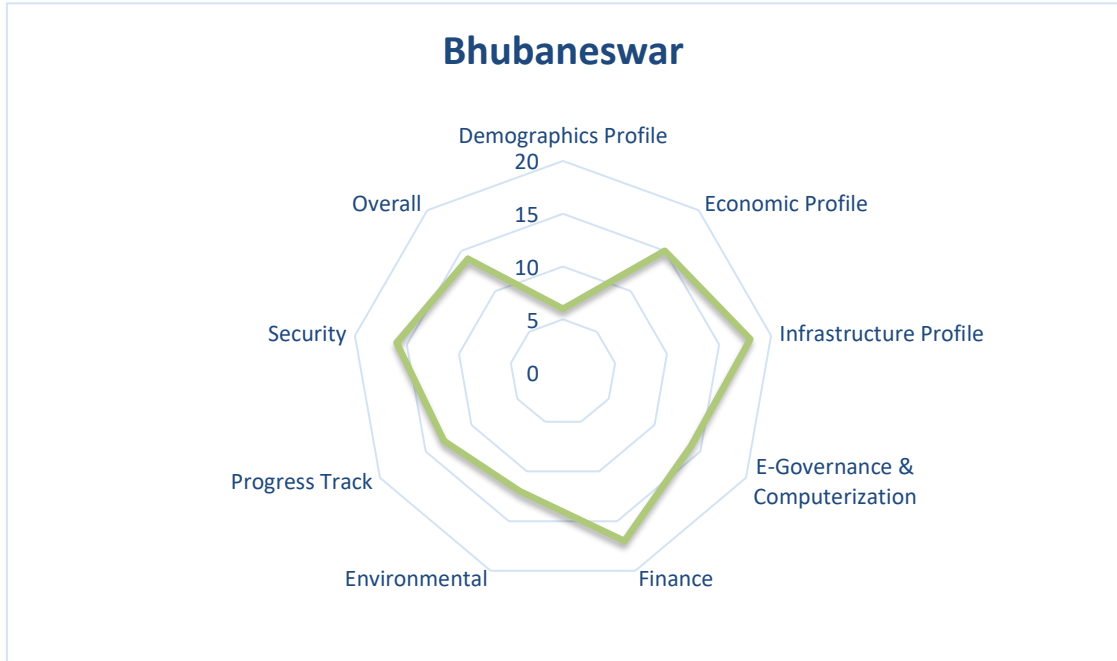 Bhubaneswar
Demographics Profile
20
15
10
5
0
Economic Profile
Infrastructure Profile
E-Governance &
Computerization
Finance
Environmental
Progress Track
Security
Overall